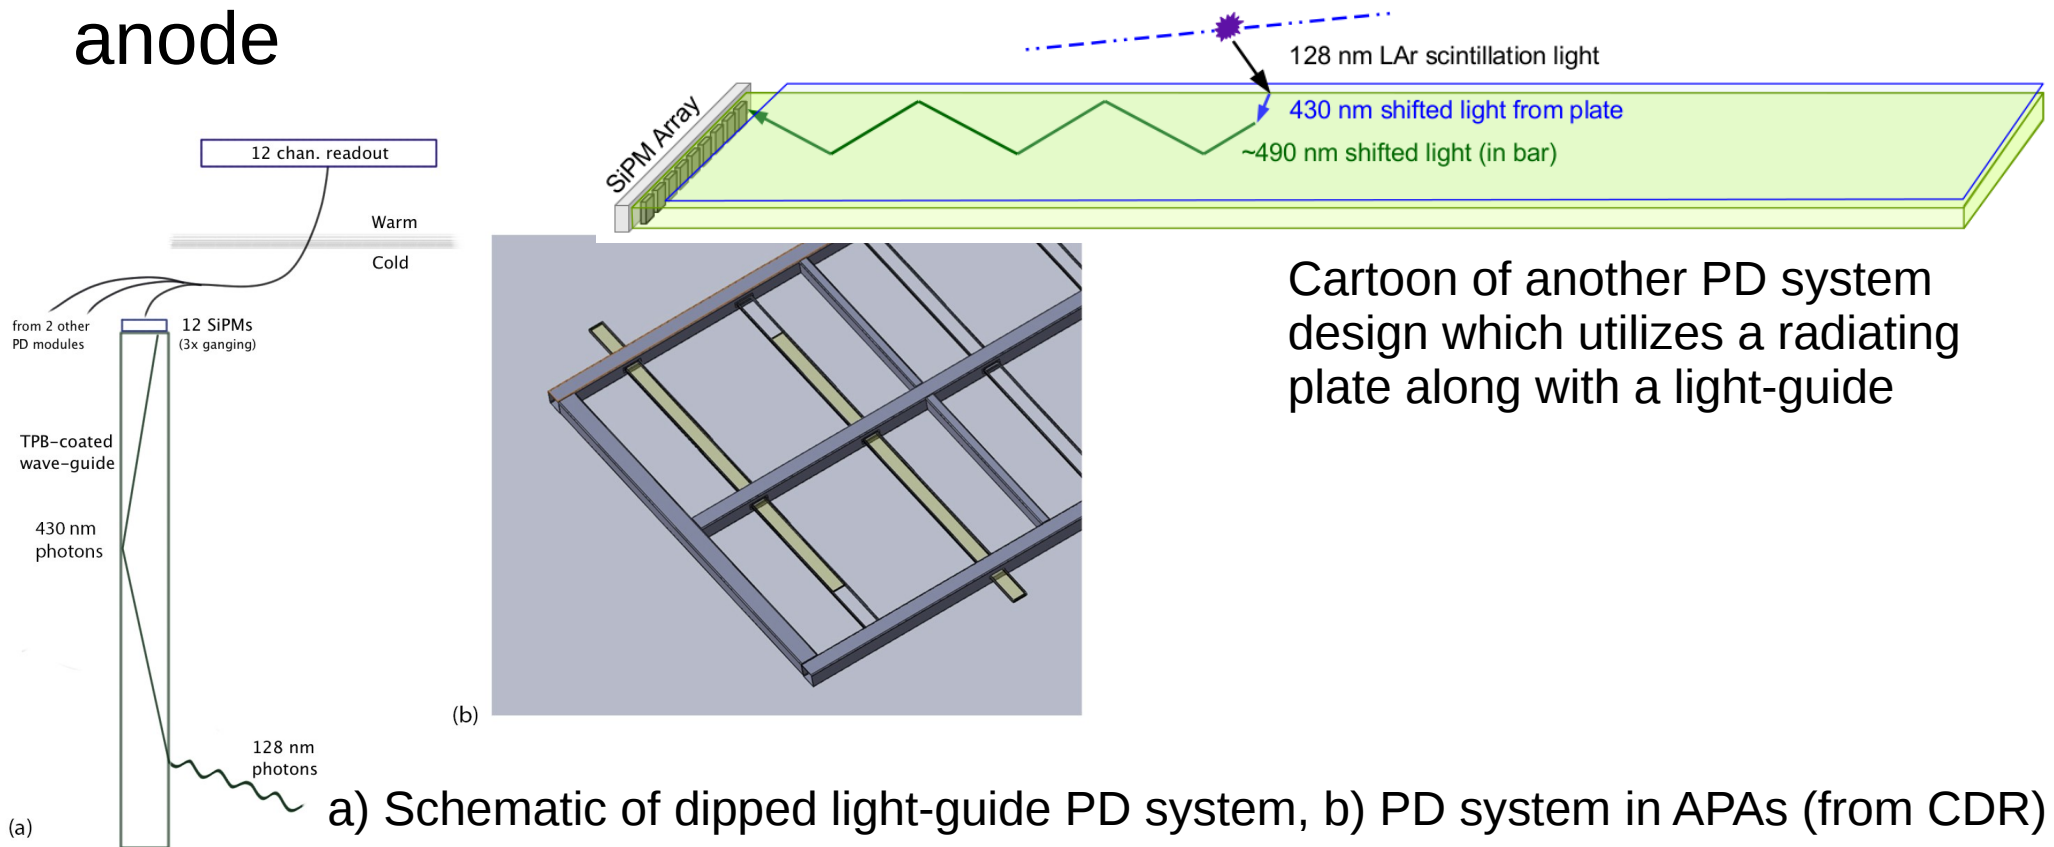 anode
128 nm LAr scintillation light
430 nm shifted light from plate
~490 nm shifted light (in bar)
SiPM Array
12 chan. readout
Warm
Cold
from 2 other
PD modules
12 SiPMs
(3x ganging)
TPB-coated
wave-guide
430 nm
photons
128 nm
photons
(a)
(b)
Cartoon of another PD system
design which utilizes a radiating
plate along with a light-guide
a) Schematic of dipped light-guide PD system, b) PD system in APAs (from CDR)